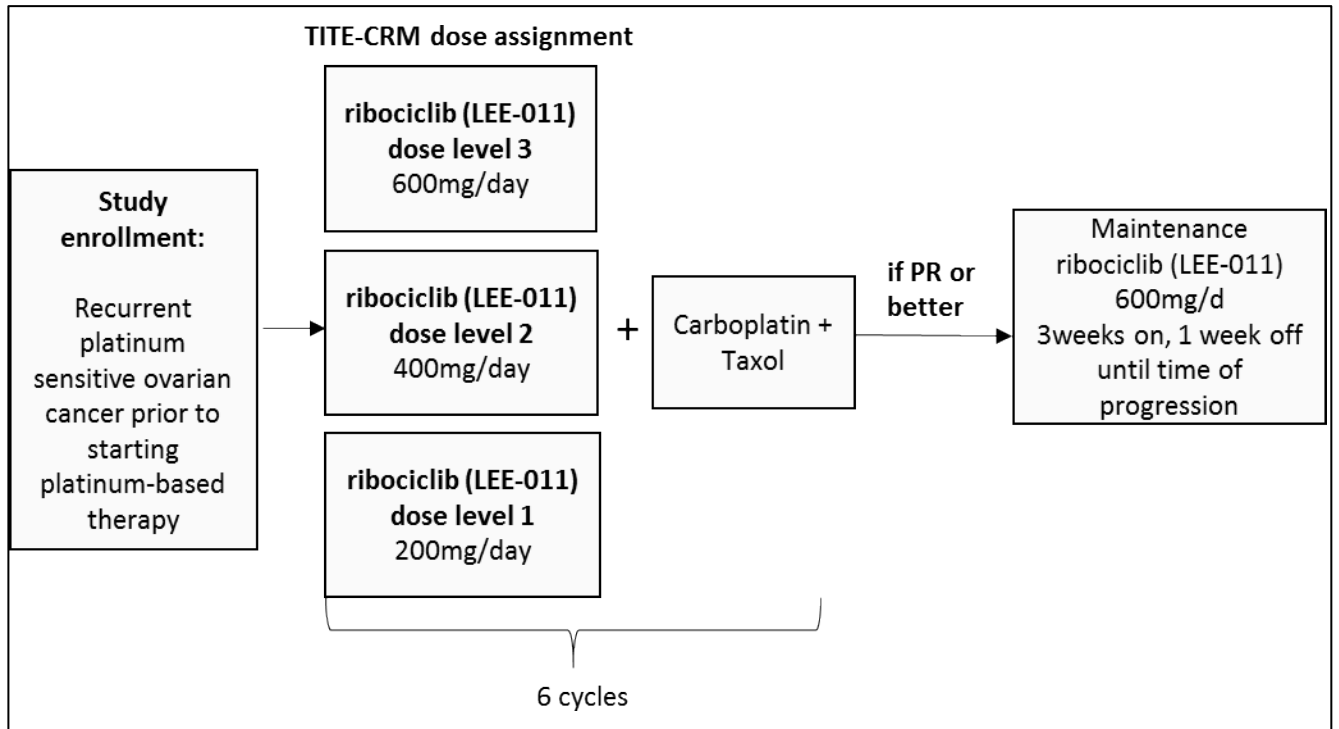 TITE-CRM dose assignment
Study
enrollment:
Recurrent
platinum
sensitive ovarian
cancer prior to
starting
platinum-based
therapy
ribociclib (LEE-011)
dose level 3
600mg/day
ribociclib (LEE-011)
dose level 2
400mg/day
ribociclib (LEE-011)
dose level 1
200mg/day
+
Carboplatin +
Taxol
6 cycles
if PR or
better
Maintenance
ribociclib (LEE-011)
600mg/d
3weeks on, 1 week off
until time of
progression